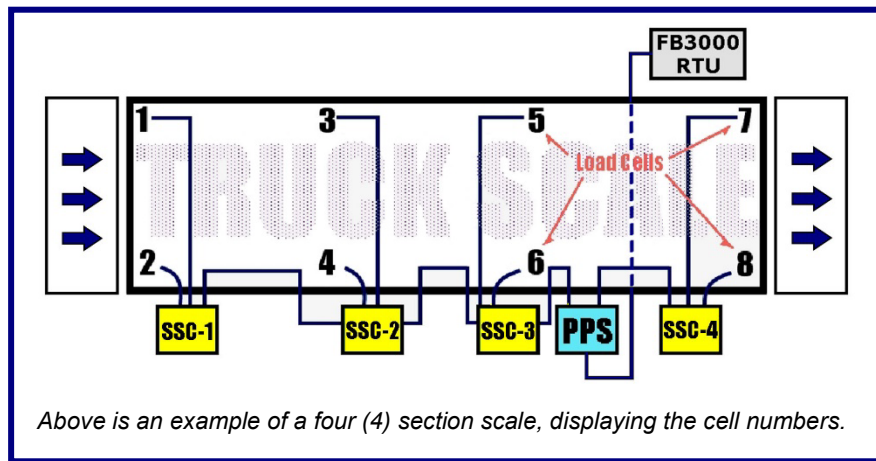 FB3000
RTU
1 3 5 7
TRUCK SCALE
Load Cells
2 4 6 8
SSC-1 SSC-2 SSC-3 PPS SSC-4
Above is an example of a four (4) section scale, displaying the cell numbers.